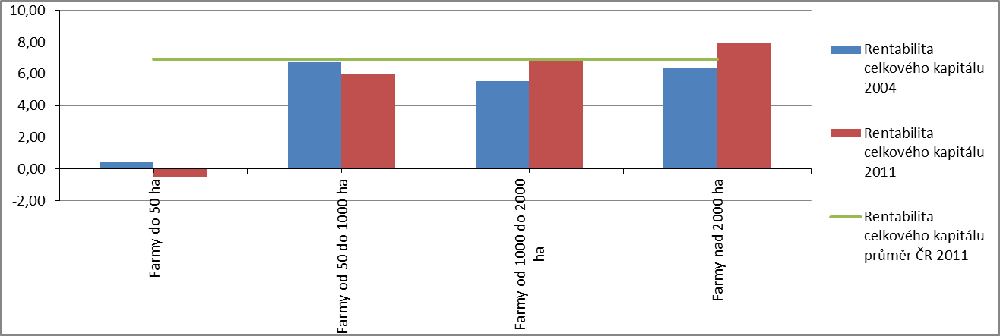 10,00
8,00
6,00
4,00
2,00
0,00
-2,00
Farmy do 50 ha
Farmy od 50 do 1000 ha
Farmy od 1000 do 2000
ha
Farmy nad 2000 ha
Rentabilita
celkového kapitálu
2004
Rentabilita
celkového kapitálu
2011
Rentabilita
celkového kapitálu -
průměr ČR 2011